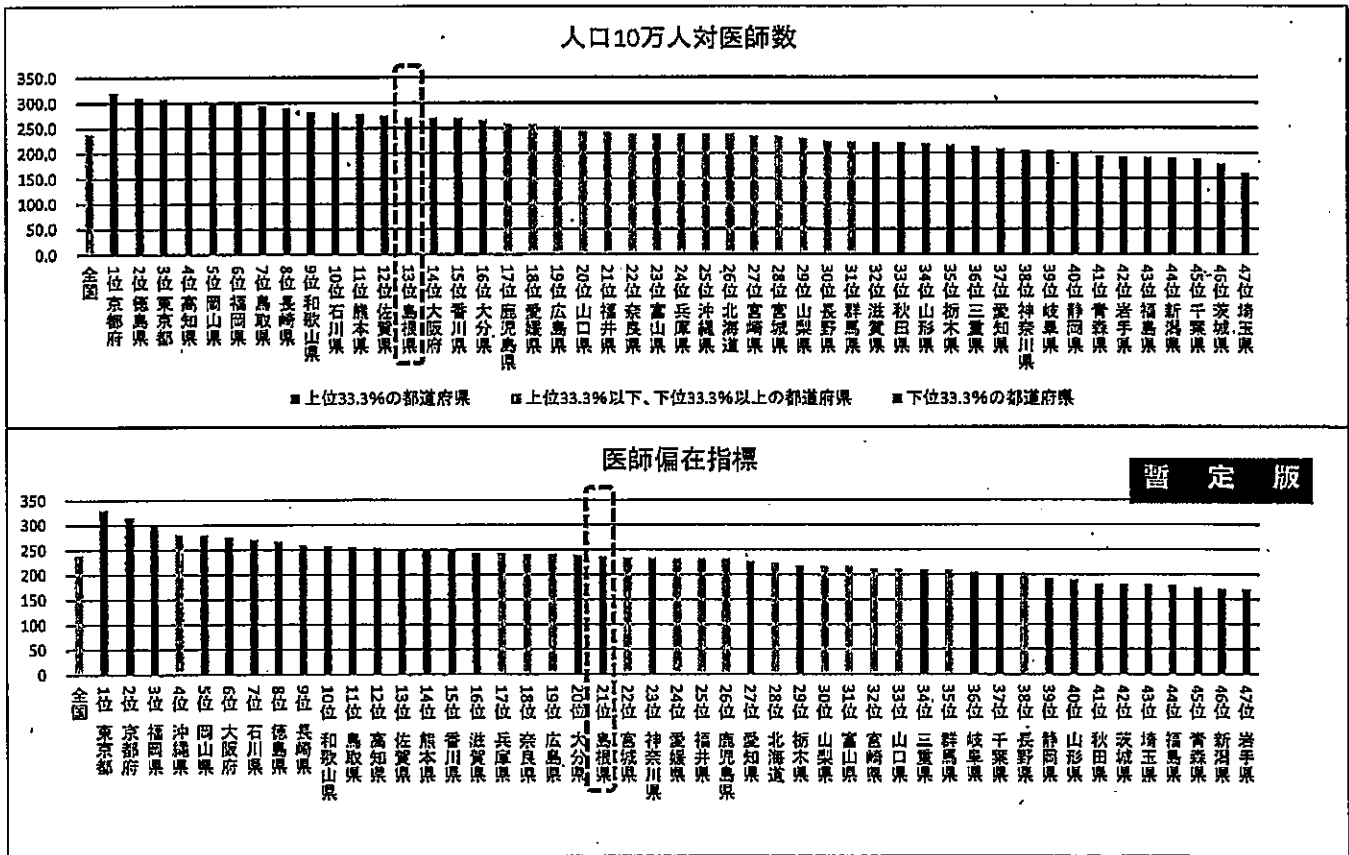 人口10万人対医師数
350.0
300.0
250.0
200.0
150.0
100.0
50.0
0.0
全国
1位 京都府
2位 徳島県
3位 東京都
4位 高知県
5位 岡山県
6位 福岡県
7位 鳥取県
8位 長崎県
9位 和歌山県
10位 石川県
11位 熊本県
12位 佐賀県
13位 島根県
14位 大阪府
15位 香川県
16位 大分県
17位 鹿児島県
18位 愛媛県
19位 広島県
20位 山口県
21位 福井県
22位 奈良県
23位 富山県
24位 兵庫県
25位 沖縄県
26位 北海道
27位 宮崎県
28位 宮城県
29位 山梨県
30位 長野県
31位 群馬県
32位 滋賀県
33位 秋田県
34位 山形県
35位 栃木県
36位 三重県
37位 愛知県
38位 神奈川県
39位 岐阜県
40位 静岡県
41位 青森県
42位 岩手県
43位 福島県
44位 新潟県
45位 千葉県
46位 茨城県
47位 埼玉県
■上位33.3%の都道府県 ■上位33.3%以下、下位33.3%以上の都道府県 ■下位33.3%の都道府県
医師偏在指標
暫定版
350
300
250
200
150
100
50
0
全国
1位 東京都
2位 京都府
3位 福岡県
4位 沖縄県
5位 岡山県
6位 大阪府
7位 石川県
8位 徳島県
9位 長崎県
10位 和歌山県
11位 鳥取県
12位 高知県
13位 佐賀県
14位 熊本県
15位 香川県
16位 滋賀県
17位 兵庫県
18位 奈良県
19位 広島県
20位 大分県
21位 島根県
22位 宮城県
23位 神奈川県
24位 愛媛県
25位 福井県
26位 鹿児島県
27位 愛知県
28位 北海道
29位 栃木県
30位 山梨県
31位 富山県
32位 宮崎県
33位 山口県
34位 三重県
35位 群馬県
36位 岐阜県
37位 千葉県
38位 長野県
39位 静岡県
40位 山形県
41位 秋田県
42位 茨城県
43位 埼玉県
44位 福島県
45位 青森県
46位 新潟県
47位 岩手県